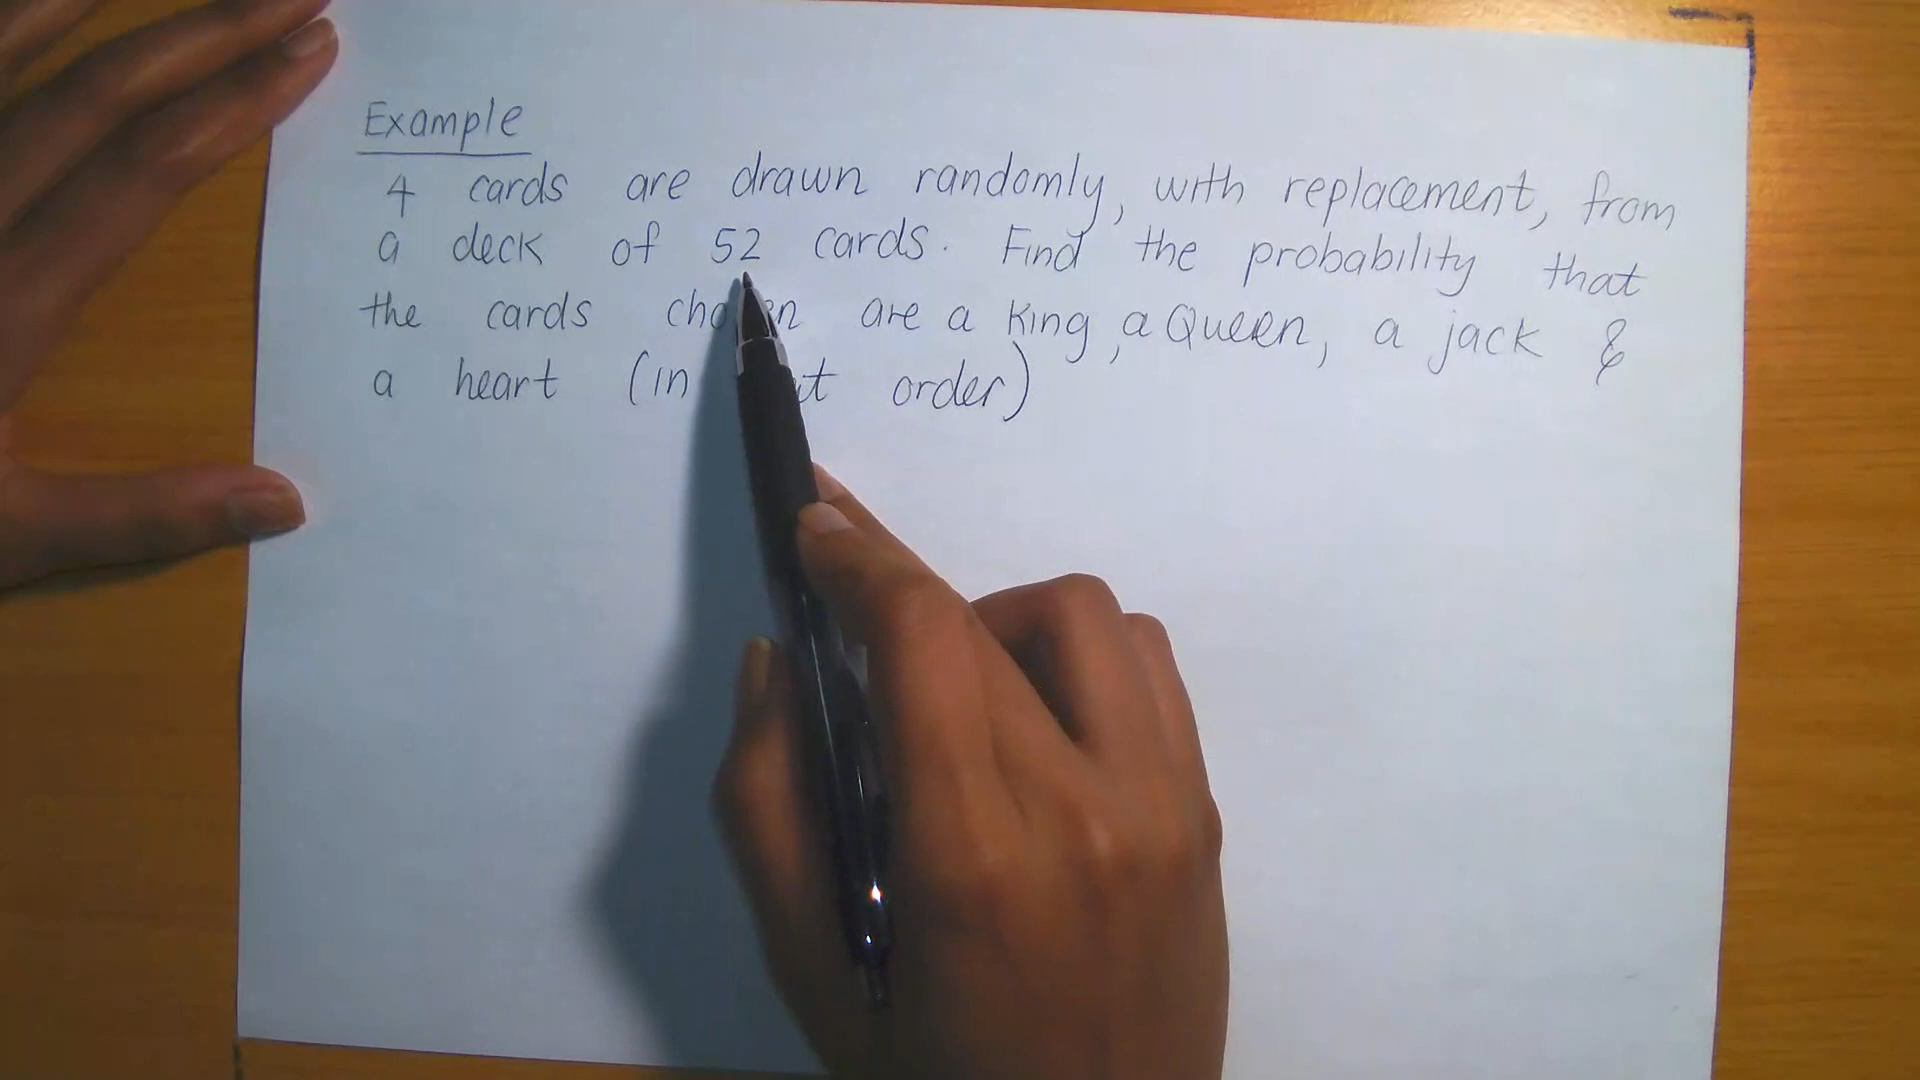 Example
4 cards are drawn randomly, with replacement, from
a deck of 52 cards. Find the probability that
the cards are a King, a Queen, a jack &
a heart (in order)